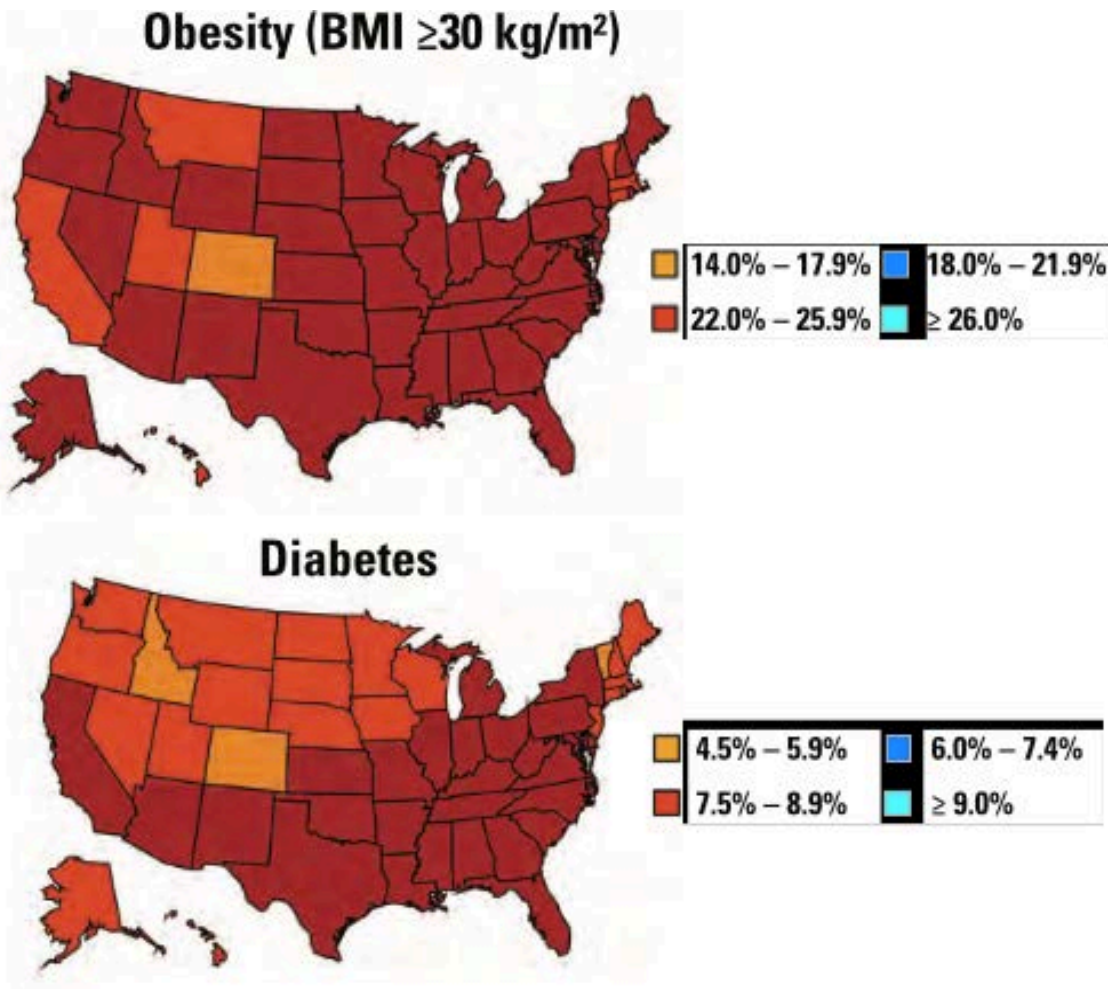 Obesity (BMI ≥30 kg/m²)
14.0% – 17.9% 18.0% – 21.9%
22.0% – 25.9% ≥ 26.0%
Diabetes
4.5% – 5.9% 6.0% – 7.4%
7.5% – 8.9% ≥ 9.0%